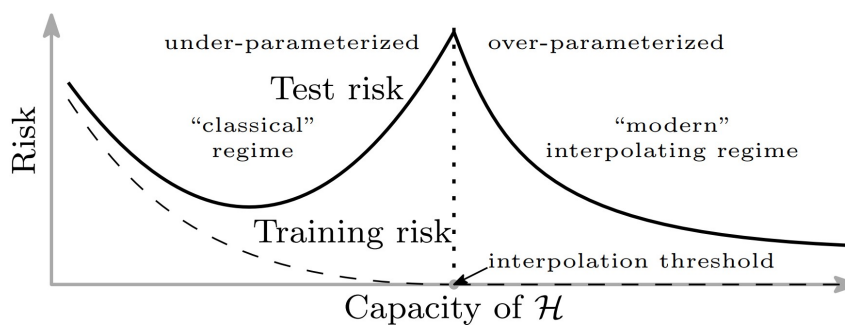 under-parameterized
over-parameterized
Test risk
“classical”
regime
“modern”
interpolating regime
Risk
Training risk
interpolation threshold
Capacity of ℋ